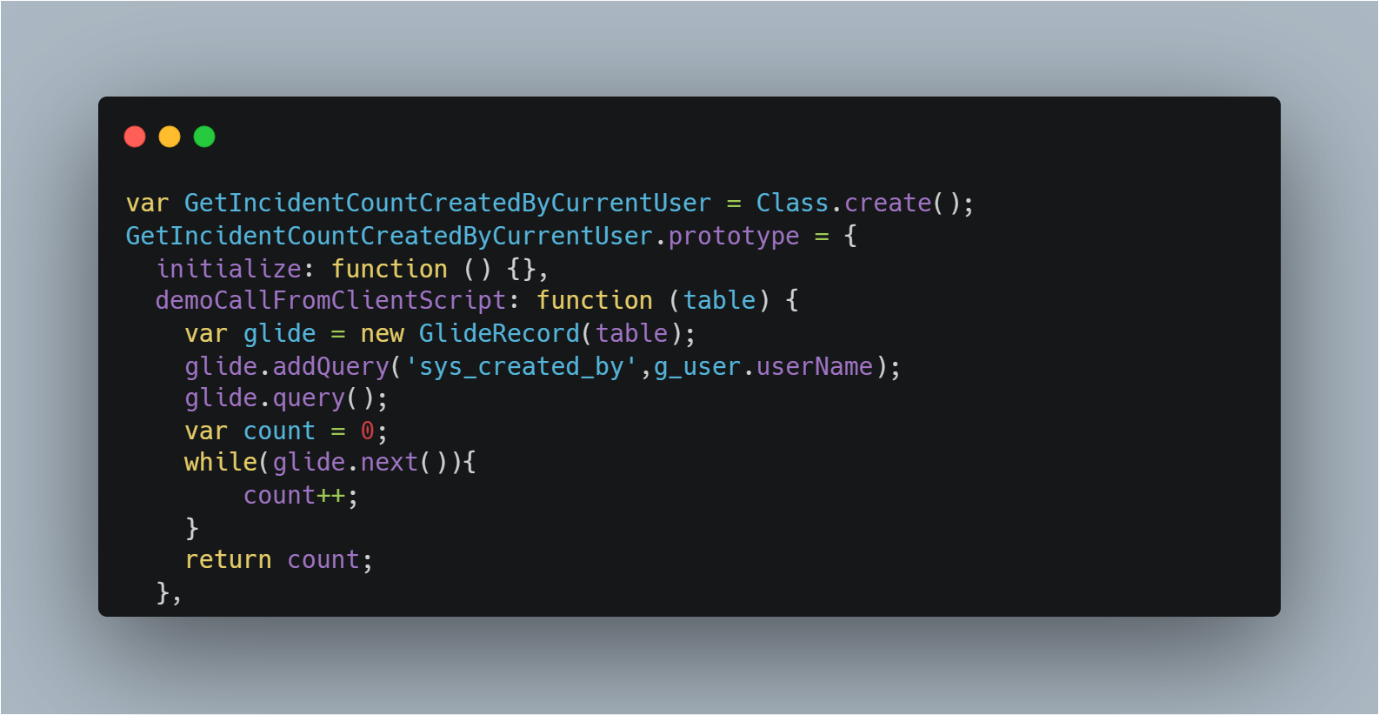 var GetIncidentCountCreatedByCurrentUser = Class.create();
GetIncidentCountCreatedByCurrentUser.prototype = {
  initialize: function () {},
  demoCallFromClientScript: function (table) {
    var glide = new GlideRecord(table);
    glide.addQuery('sys_created_by',g_user.userName);
    glide.query();
    var count = 0;
    while(glide.next()){
        count++;
    }
    return count;
  },